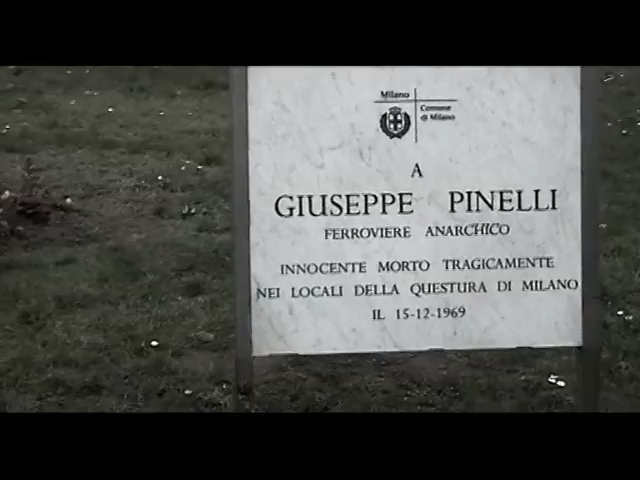 Milano
Comune
di Milano
A
GIUSEPPE PINELLI
FERROVIERE ANARCHICO
INNOCENTE MORTO TRAGICAMENTE
NEI LOCALI DELLA QUESTURA DI MILANO
IL 15-12-1969